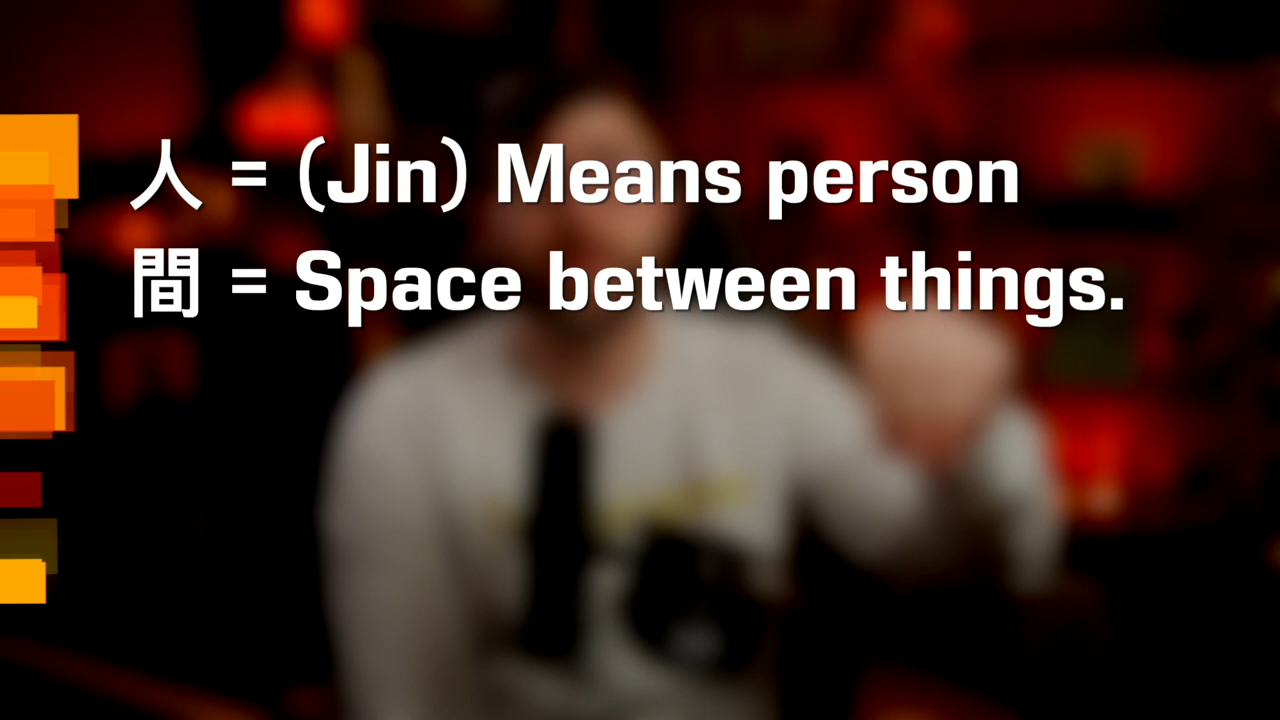 人 = (Jin) Means person
間 = Space between things.